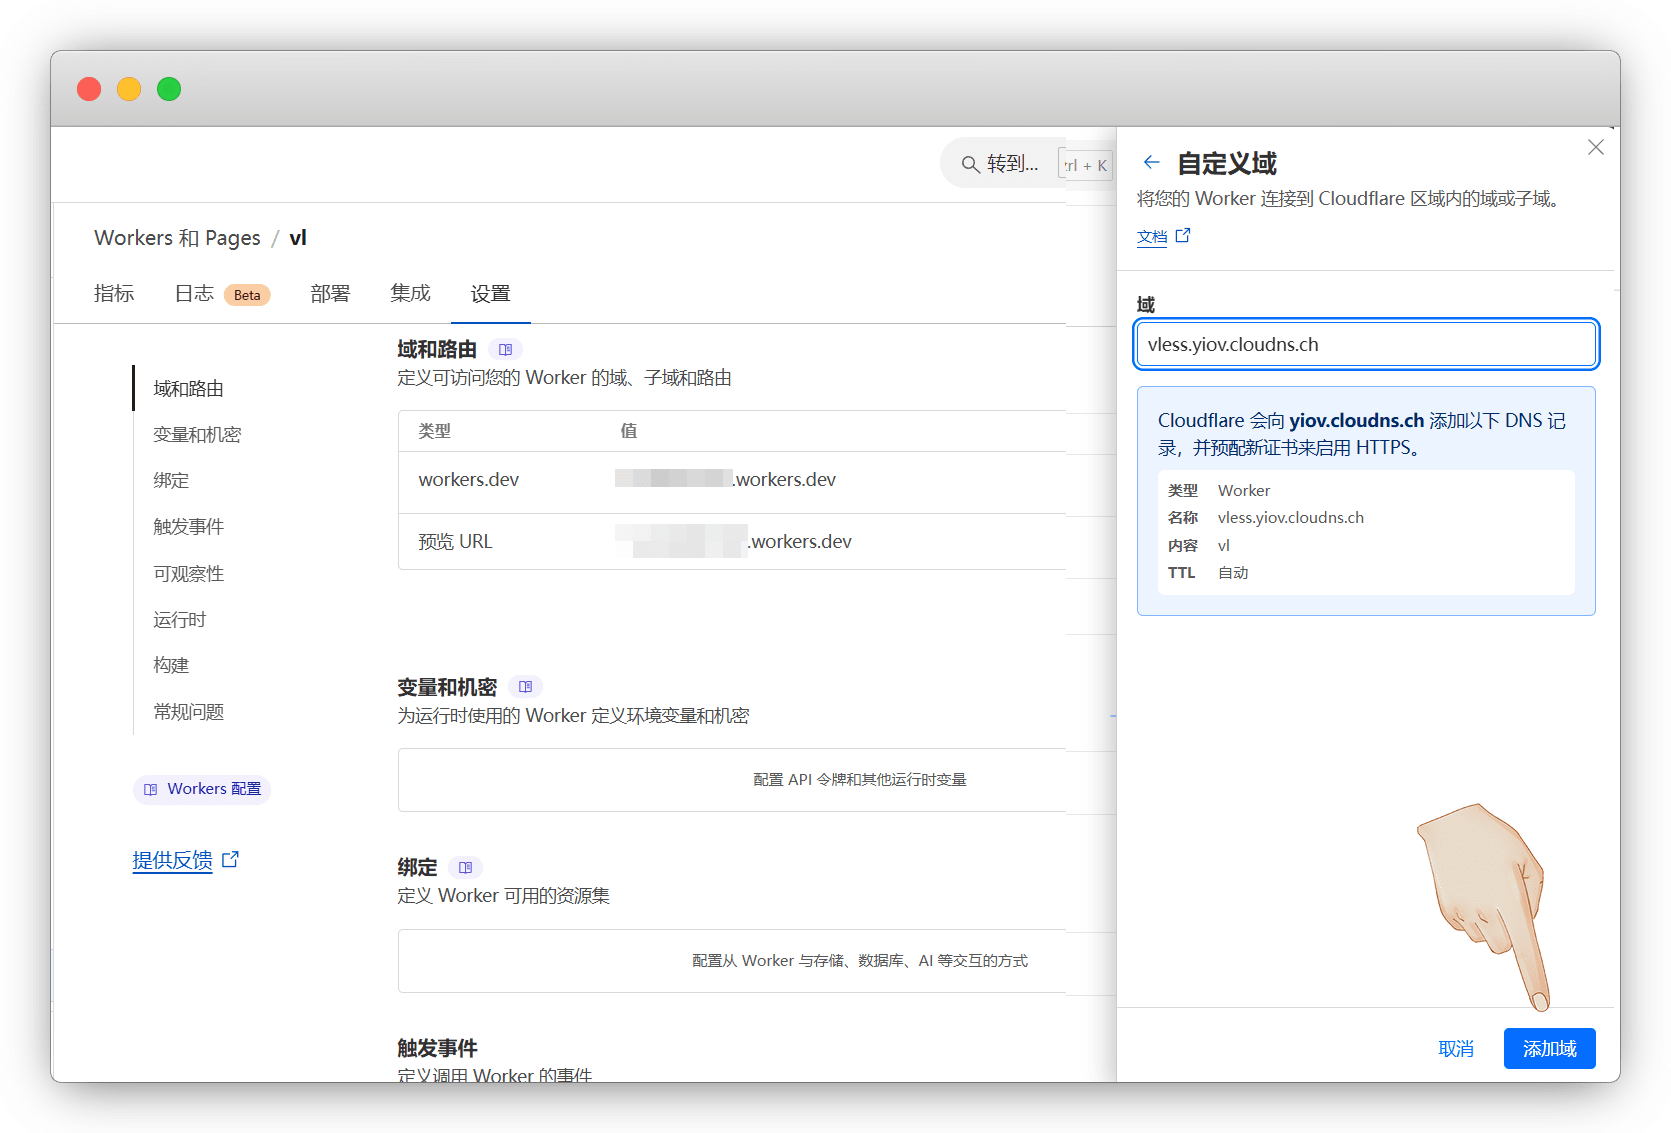 转到...
trl + K
Workers 和 Pages / vl
指标
日志 Beta
部署
集成
设置
域和路由
变量和机密
绑定
触发事件
可观察性
运行时
构建
常规问题
Workers 配置
提供反馈
域和路由
定义可访问您的 Worker 的域、子域和路由
类型 值
workers.dev .workers.dev
预览 URL .workers.dev
变量和机密
为运行时使用的 Worker 定义环境变量和机密
配置 API 令牌和其他运行时变量
绑定
定义 Worker 可用的资源集
配置从 Worker 与存储、数据库、AI 等交互的方式
触发事件
定义调用 Worker 的事件
自定义域
将您的 Worker 连接到 Cloudflare 区域内的域或子域。
文档
域
vless.yiov.cloudns.ch
Cloudflare 会向 yiov.cloudns.ch 添加以下 DNS 记
录，并预配新证书来启用 HTTPS。
类型 Worker
名称 vless.yiov.cloudns.ch
内容 vl
TTL 自动
取消
添加域